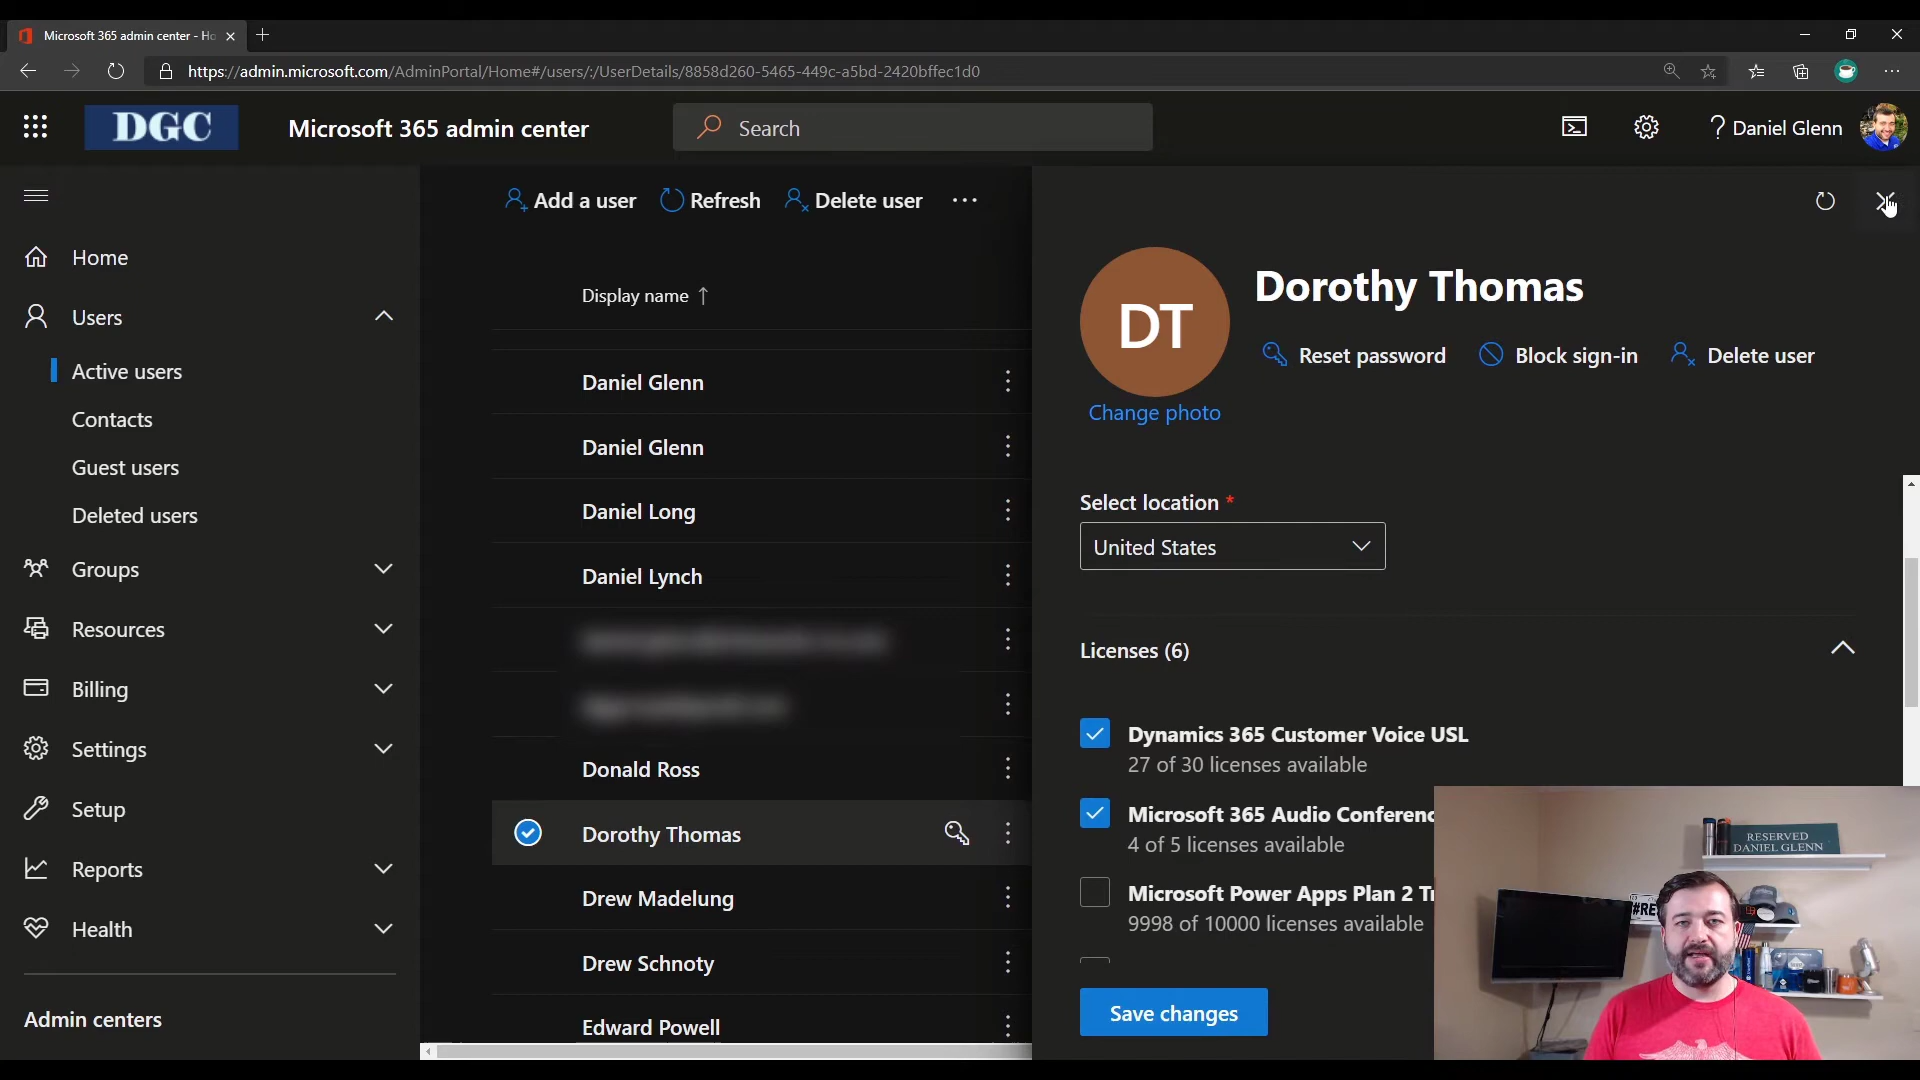 Microsoft 365 admin center - Ho
https://admin.microsoft.com/AdminPortal/Home#/users/:/UserDetails/8858d260-5465-449c-a5bd-2420bffec1d0
DGC
Microsoft 365 admin center
Search
? Daniel Glenn
Add a user
Refresh
Delete user
Home
Users
Active users
Contacts
Guest users
Deleted users
Groups
Resources
Billing
Settings
Setup
Reports
Health
Admin centers
Display name ↑
Daniel Glenn
Daniel Glenn
Daniel Long
Daniel Lynch
Donald Ross
Dorothy Thomas
Drew Madelung
Drew Schnoty
Edward Powell
DT
Change photo
Dorothy Thomas
Reset password
Block sign-in
Delete user
Select location *
United States
Licenses (6)
Dynamics 365 Customer Voice USL
27 of 30 licenses available
Microsoft 365 Audio Conferenc
4 of 5 licenses available
Microsoft Power Apps Plan 2 Tr
9998 of 10000 licenses available
Save changes
RESERVED
DANIEL GLENN
#RE